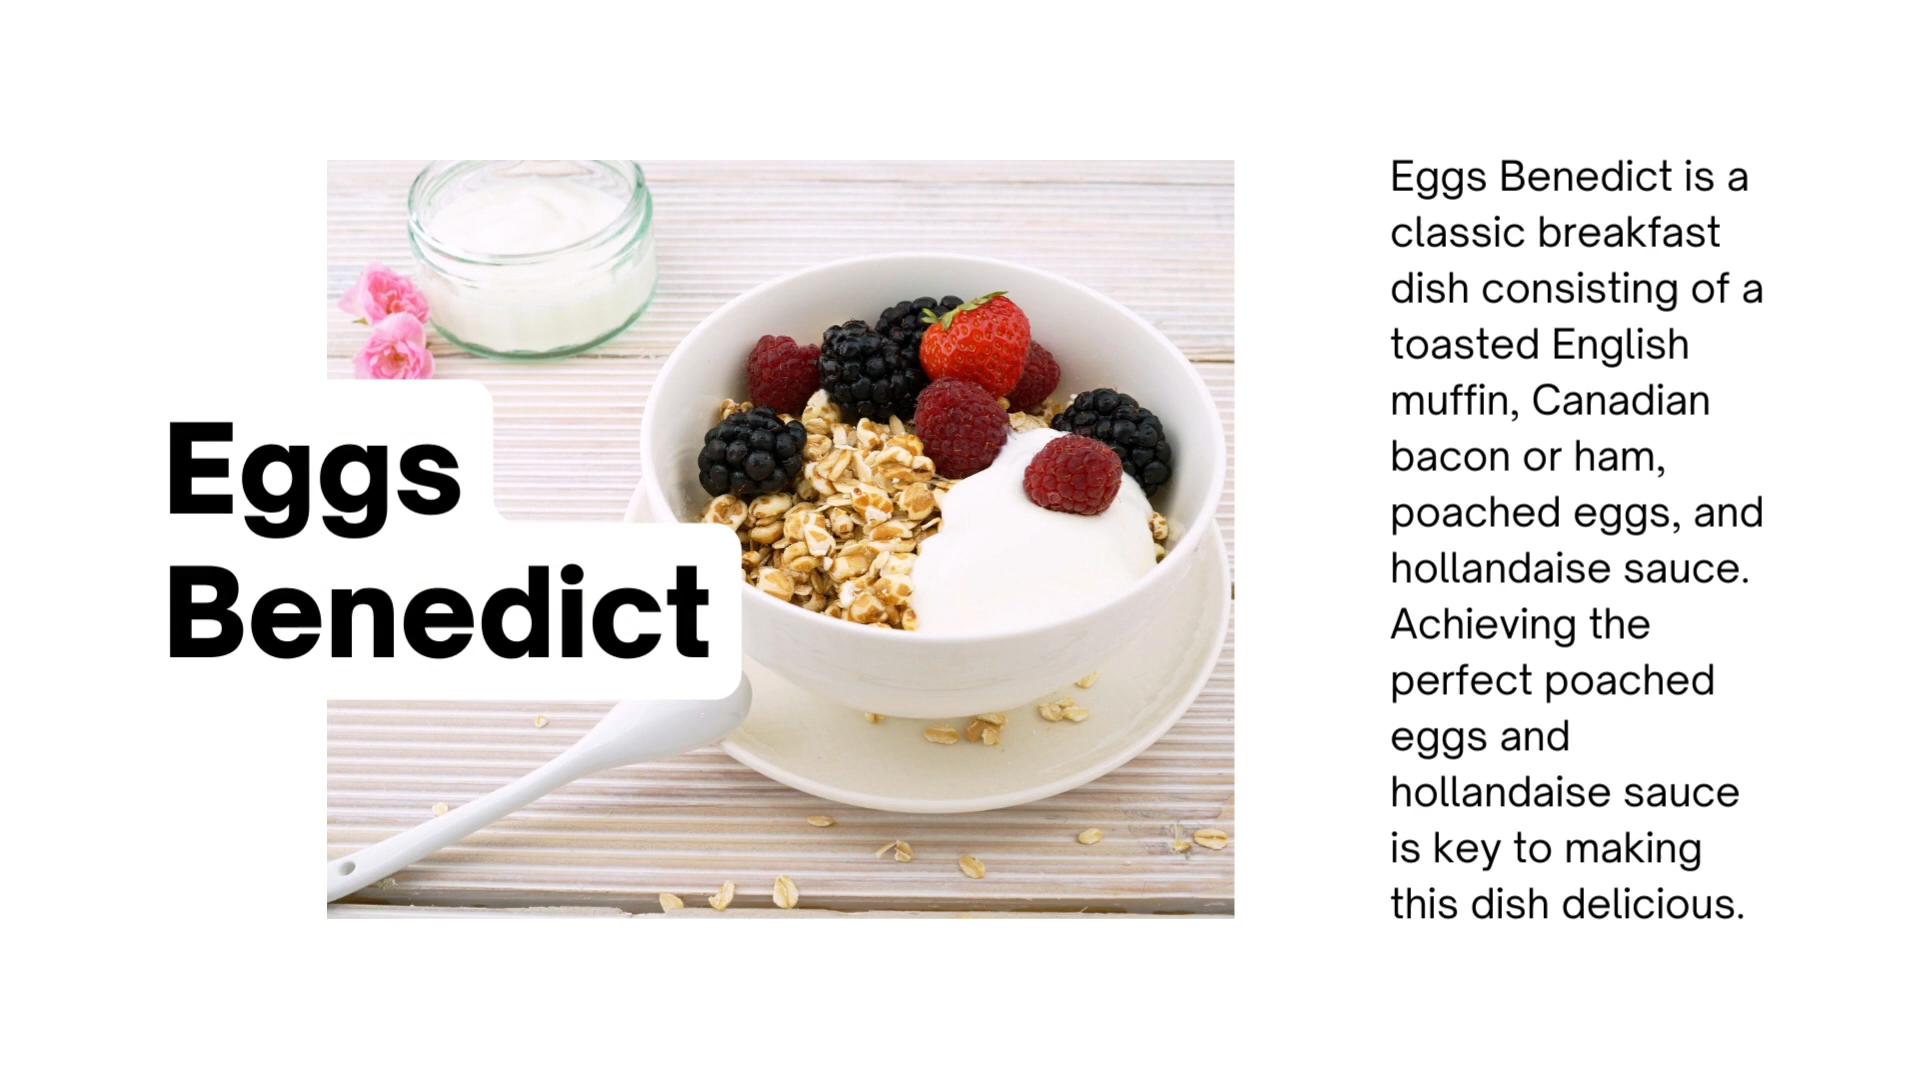 Eggs
Benedict
Eggs Benedict is a
classic breakfast
dish consisting of a
toasted English
muffin, Canadian
bacon or ham,
poached eggs, and
hollandaise sauce.
Achieving the
perfect poached
eggs and
hollandaise sauce
is key to making
this dish delicious.